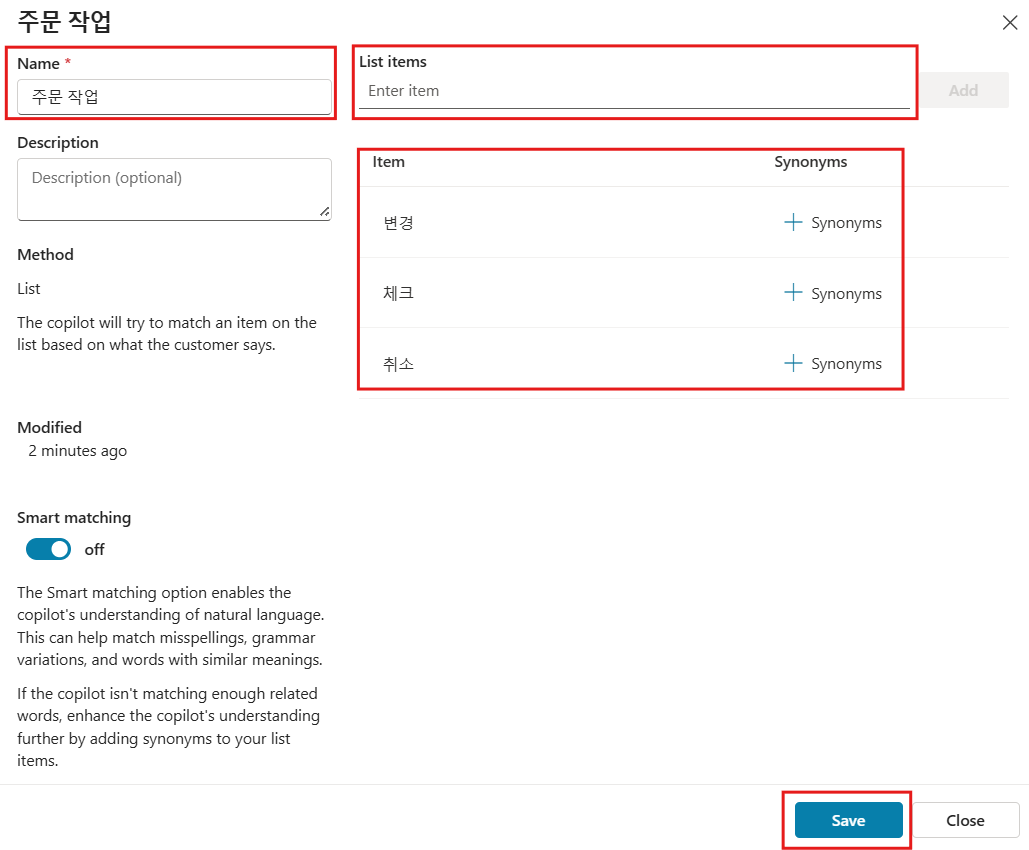 주문 작업
Name *
주문 작업
Description
Description (optional)
Method
List
The copilot will try to match an item on the
list based on what the customer says.
Modified
2 minutes ago
Smart matching
off
The Smart matching option enables the
copilot's understanding of natural language.
This can help match misspellings, grammar
variations, and words with similar meanings.
If the copilot isn't matching enough related
words, enhance the copilot's understanding
further by adding synonyms to your list
items.
List items
Enter item
Add
Item Synonyms
변경 Synonyms
체크 Synonyms
취소 Synonyms
Save
Close